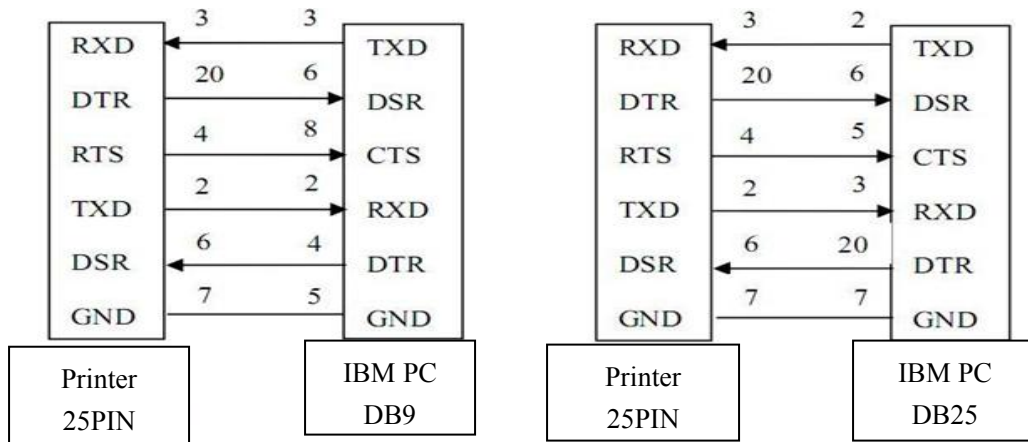 RXD 3 3 TXD
DTR 20 6 DSR
RTS 4 8 CTS
TXD 2 2 RXD
DSR 6 4 DTR
GND 7 5 GND
Printer
25PIN
IBM PC
DB9
RXD 3 2 TXD
DTR 20 6 DSR
RTS 4 5 CTS
TXD 2 3 RXD
DSR 6 20 DTR
GND 7 7 GND
Printer
25PIN
IBM PC
DB25